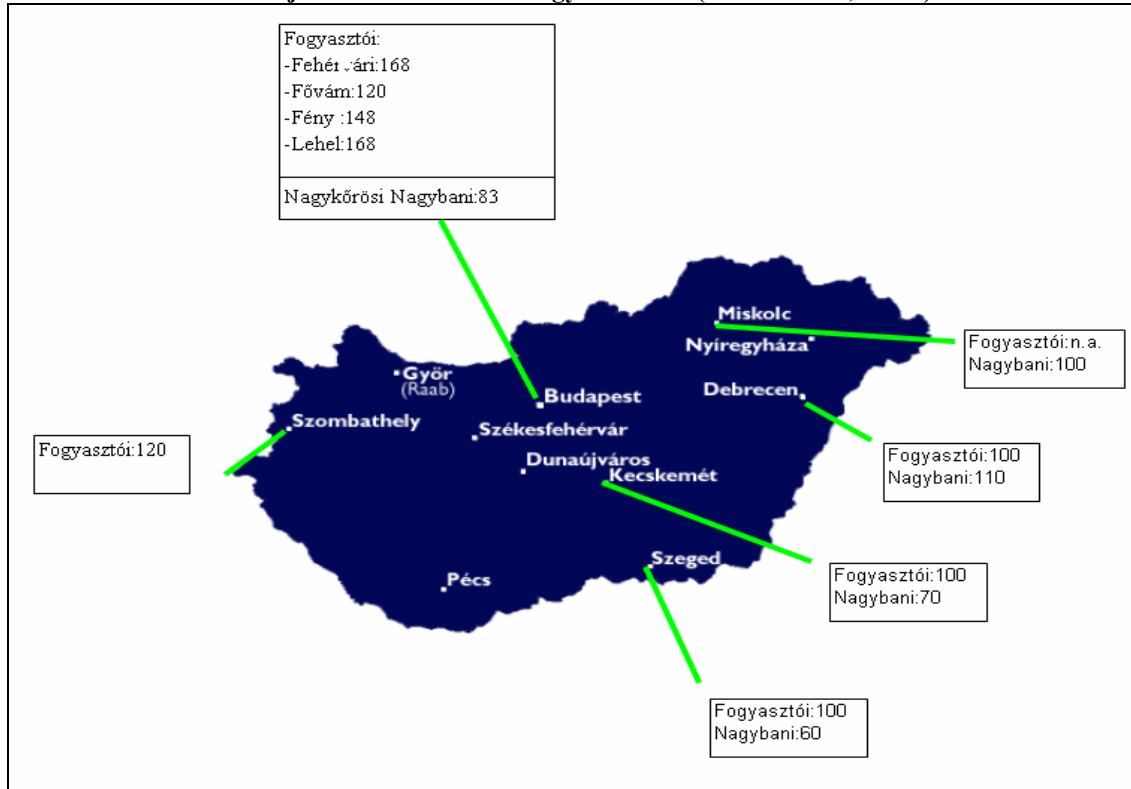 Fogyasztói:
-Fehérvári:168
-Fővám:120
-Fény :148
-Lehel:168
Nagykőrösi Nagybani:83
Miskolc
Nyíregyháza
Fogyasztói:n.a.
Nagybani:100
Győr
(Raab)
Budapest
Debrecen
Szombathely
Székesfehérvár
Fogyasztói:120
Dunaújváros
Kecskemét
Fogyasztói:100
Nagybani:110
Szeged
Pécs
Fogyasztói:100
Nagybani:70
Fogyasztói:100
Nagybani:60